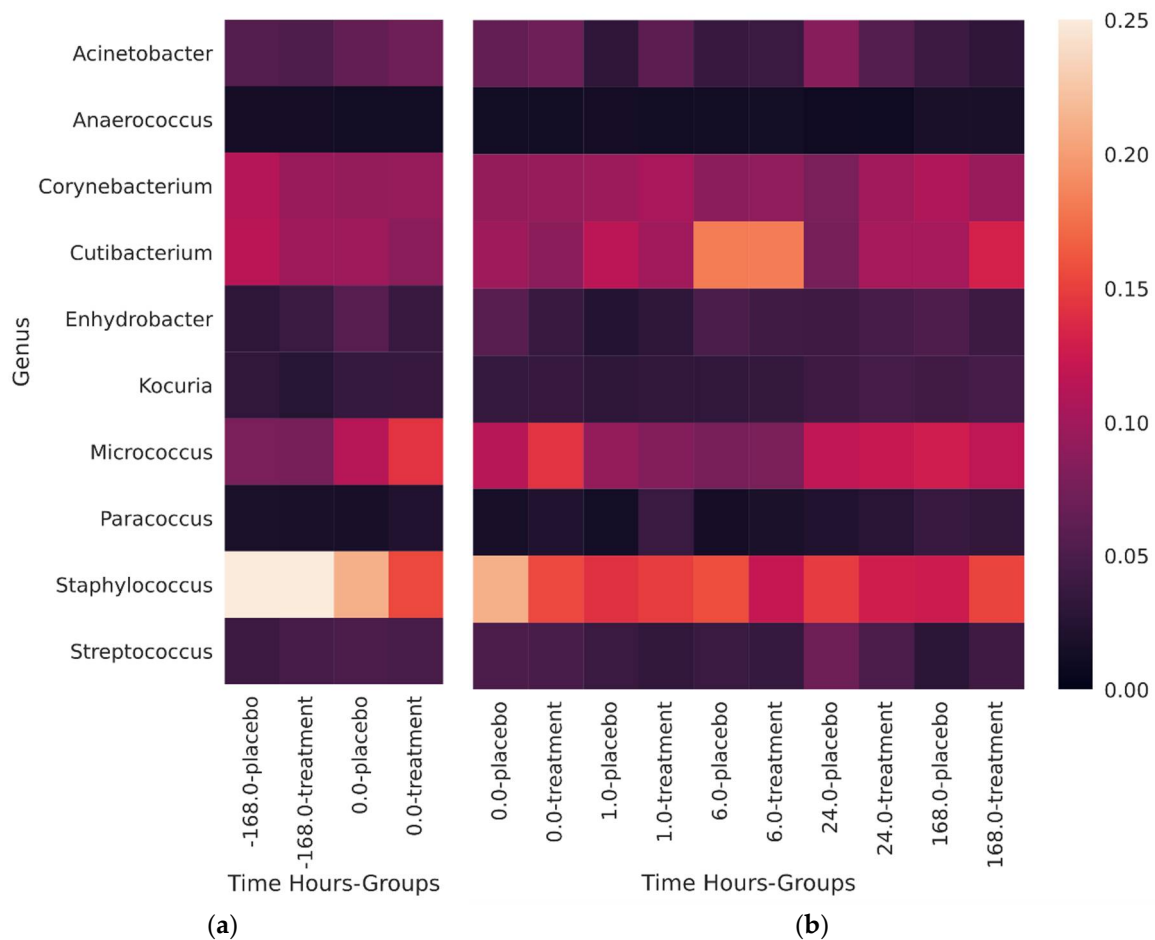 Genus
Acinetobacter
Anaerococcus
Corynebacterium
Cutibacterium
Enhydrobacter
Kocuria
Micrococcus
Paracoccus
Staphylococcus
Streptococcus
-168.0-placebo
-168.0-treatment
0.0-placebo
0.0-treatment
Time Hours-Groups
(a)
0.0-placebo
0.0-treatment
1.0-placebo
1.0-treatment
6.0-placebo
6.0-treatment
24.0-placebo
24.0-treatment
168.0-placebo
168.0-treatment
Time Hours-Groups
(b)
0.25
0.20
0.15
0.10
0.05
0.00